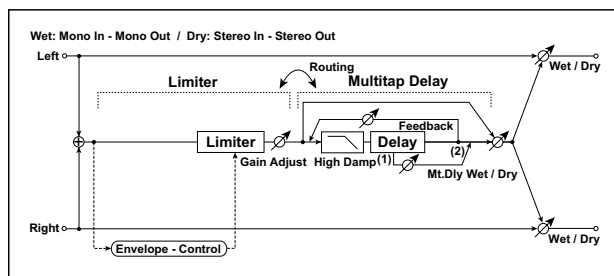 Wet: Mono In - Mono Out / Dry: Stereo In - Stereo Out
Left
Wet / Dry
Routing
Limiter
Multitap Delay
Feedback
Limiter
Delay
Gain Adjust
High Damp
(1)
(2)
Mt.Dly Wet / Dry
Right
Wet / Dry
Envelope - Control